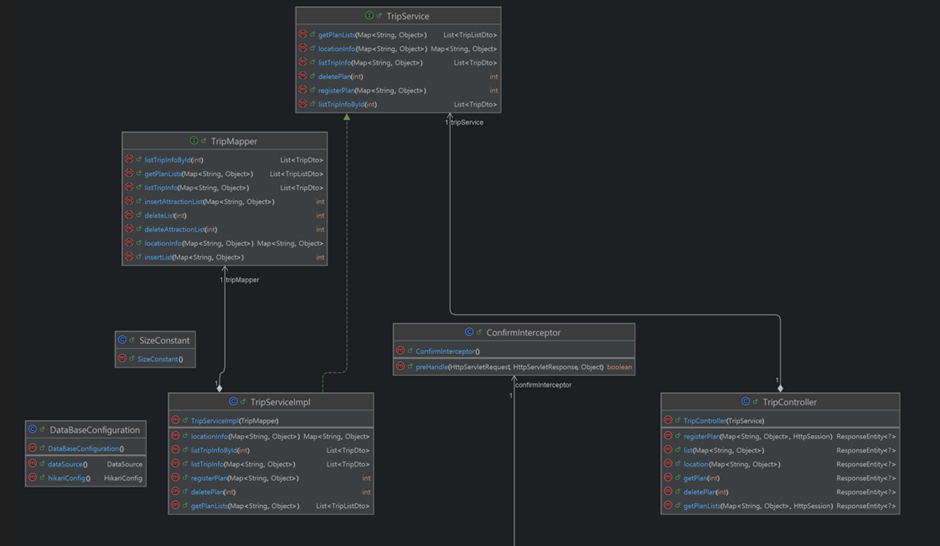 TripService
getPlanLists(Map<String, Object>) List<TripListDto>
locationInfo(Map<String, Object>) Map<String, Object>
listTripInfo(Map<String, Object>) List<TripDto>
deletePlan(int) int
registerPlan(Map<String, Object>) int
listTripInfoById(int) List<TripDto>
1 tripService
TripMapper
listTripInfoById(int) List<TripDto>
getPlanLists(Map<String, Object>) List<TripListDto>
listTripInfo(Map<String, Object>) List<TripDto>
insertAttractionList(Map<String, Object>) int
deleteList(int) int
deleteAttractionList(int) int
locationInfo(Map<String, Object>) Map<String, Object>
insertList(Map<String, Object>) int
1 tripMapper
SizeConstant
SizeConstant()
ConfirmInterceptor
ConfirmInterceptor()
preHandle(HttpServletRequest, HttpServletResponse, Object) boolean
confirmInterceptor
1
1
1
DataBaseConfiguration
DataBaseConfiguration()
dataSource() DataSource
hikariConfig() HikariConfig
TripServiceImpl
TripServiceImpl(TripMapper)
locationInfo(Map<String, Object>) Map<String, Object>
listTripInfoById(int) List<TripDto>
listTripInfo(Map<String, Object>) List<TripDto>
registerPlan(Map<String, Object>) int
deletePlan(int) int
getPlanLists(Map<String, Object>) List<TripListDto>
TripController
TripController(TripService)
registerPlan(Map<String, Object>, HttpSession) ResponseEntity<?>
list(Map<String, Object>) ResponseEntity<?>
location(Map<String, Object>) ResponseEntity<?>
getPlan(int) ResponseEntity<?>
deletePlan(int) ResponseEntity<?>
getPlanLists(Map<String, Object>, HttpSession) ResponseEntity<?>